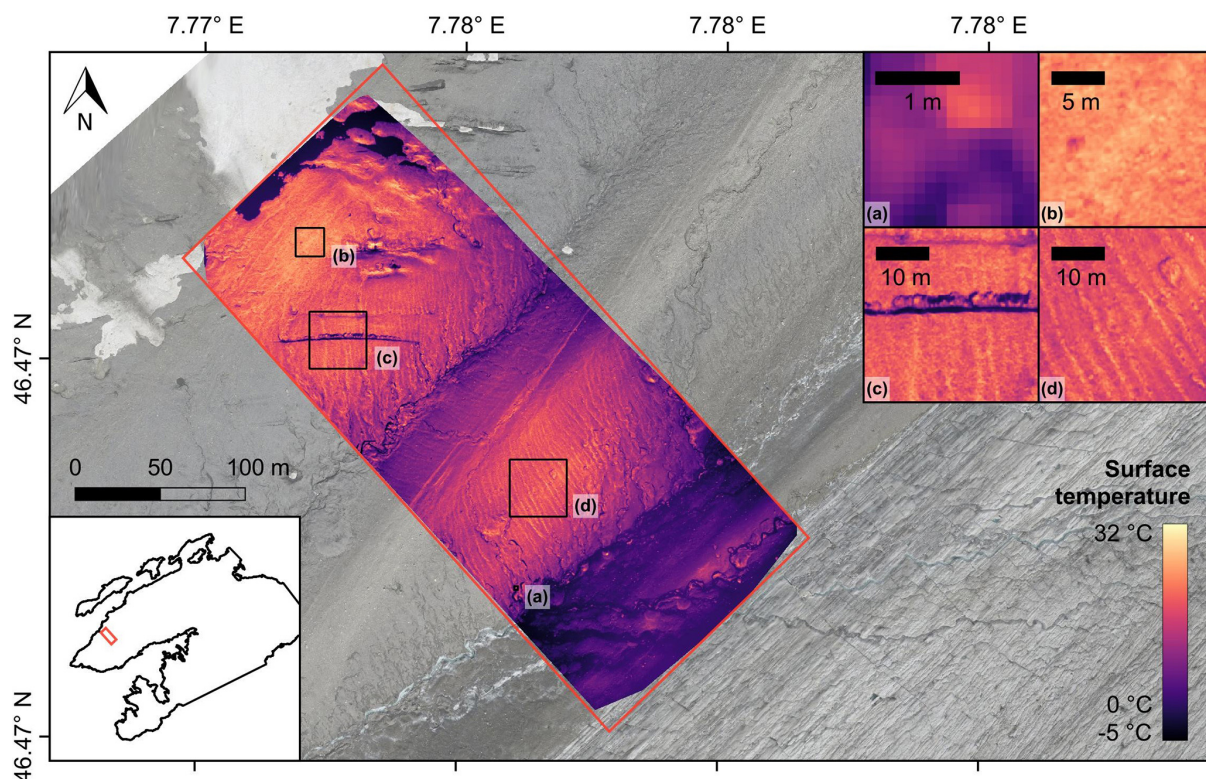 7.77° E
7.78° E
7.78° E
7.78° E
N
1 m
5 m
(a)
(b)
10 m
10 m
(c)
(d)
(b)
(c)
(d)
(a)
46.47° N
46.47° N
0 50 100 m
Surface
temperature
32 °C
0 °C
-5 °C